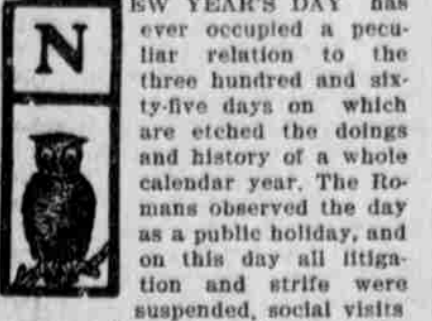 NEW YEAR'S DAY has
ever occupied a pecu-
liar relation to the
three hundred and six-
ty-five days on which
are etched the doings
and history of a whole
calendar year. The Ro-
mans observed the day
as a public holiday, and
on this day all litiga-
tion and strife were
suspended, social visits